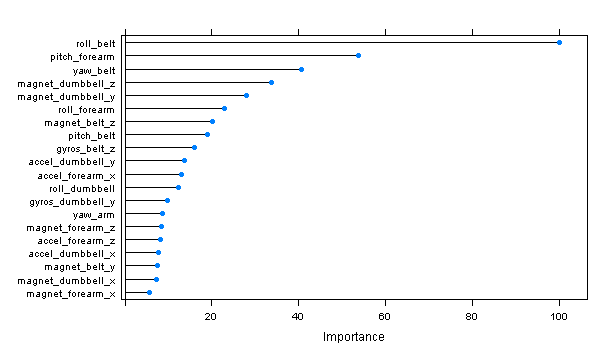 roll_belt
pitch_forearm
yaw_belt
magnet_dumbbell_z
magnet_dumbbell_y
roll_forearm
magnet_belt_z
pitch_belt
gyros_belt_z
accel_dumbbell_y
accel_forearm_x
roll_dumbbell
gyros_dumbbell_y
yaw_arm
magnet_forearm_z
accel_forearm_z
accel_dumbbell_x
magnet_belt_y
magnet_dumbbell_x
magnet_forearm_x
20 40 60 80 100
Importance